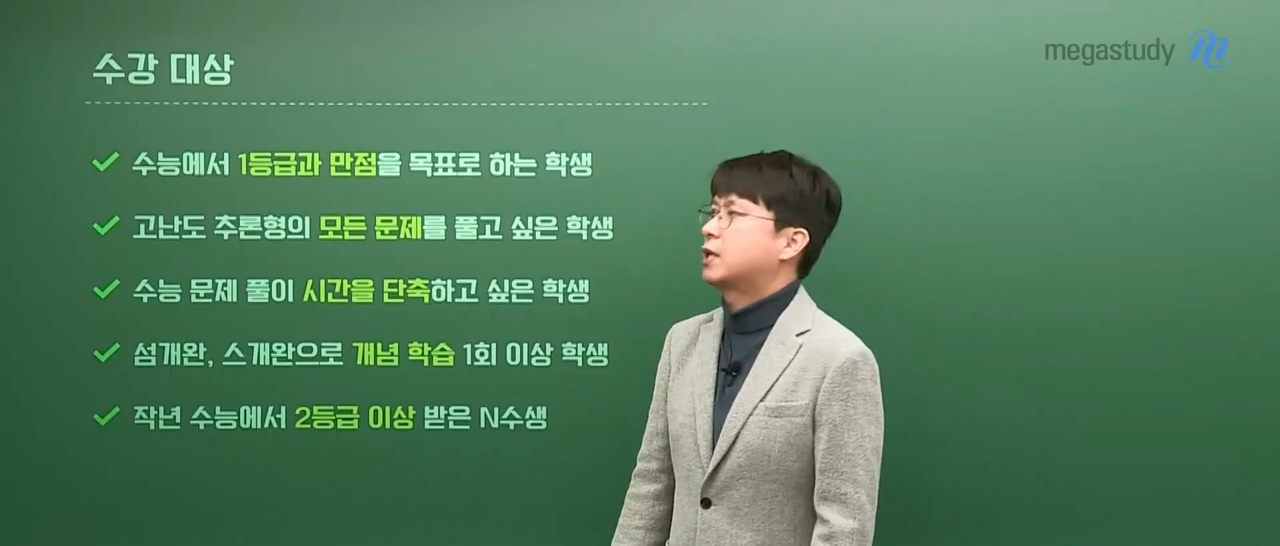 수강 대상
megastudy
수능에서 1등급과 만점을 목표로 하는 학생
고난도 추론형의 모든 문제를 풀고 싶은 학생
수능 문제 풀이 시간을 단축하고 싶은 학생
섬개완, 스개완으로 개념 학습 1회 이상 학생
작년 수능에서 2등급 이상 받은 N수생